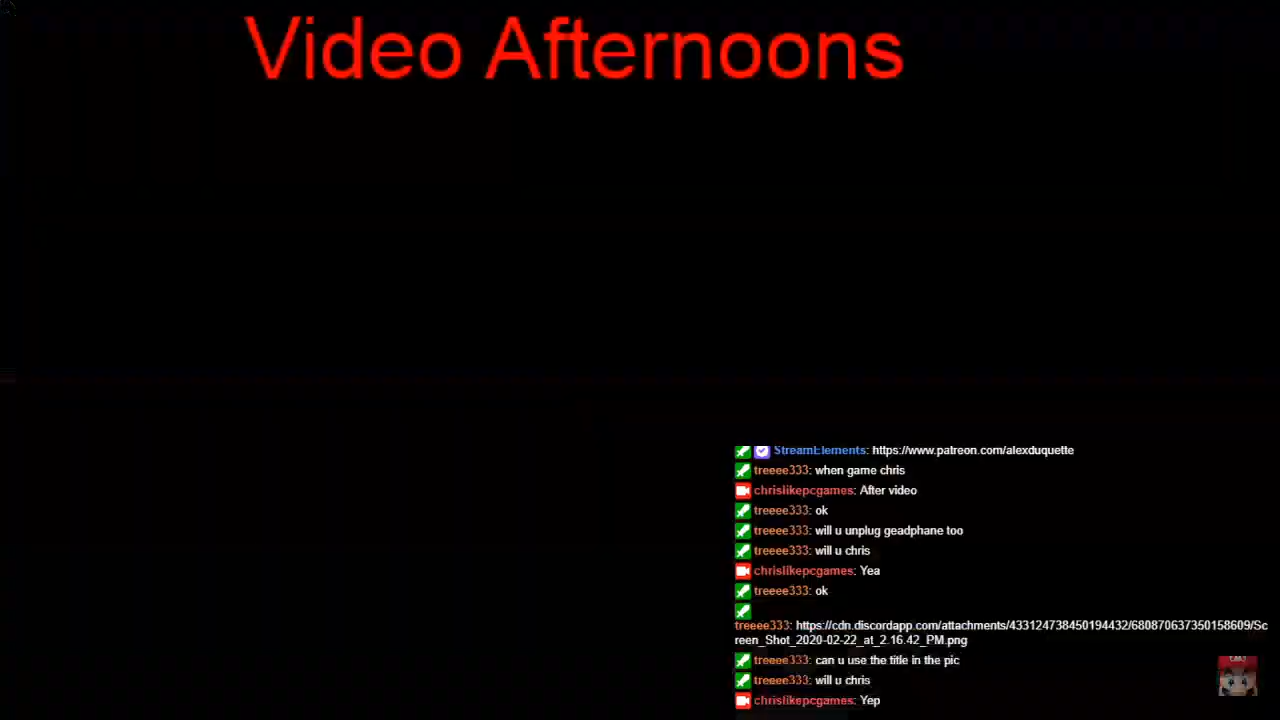 Video Afternoons
StreamElements: https://www.patreon.com/alexduquette
treeee333: when game chris
chrislikepcgames: After video
treeee333: ok
treeee333: will u unplug geadphane too
treeee333: will u chris
chrislikepcgames: Yea
treeee333: ok
treeee333: https://cdn.discordapp.com/attachments/433124738450194432/680870637350158609/Sc
reen_Shot_2020-02-22_at_2.16.42_PM.png
treeee333: can u use the title in the pic
treeee333: will u chris
chrislikepcgames: Yep